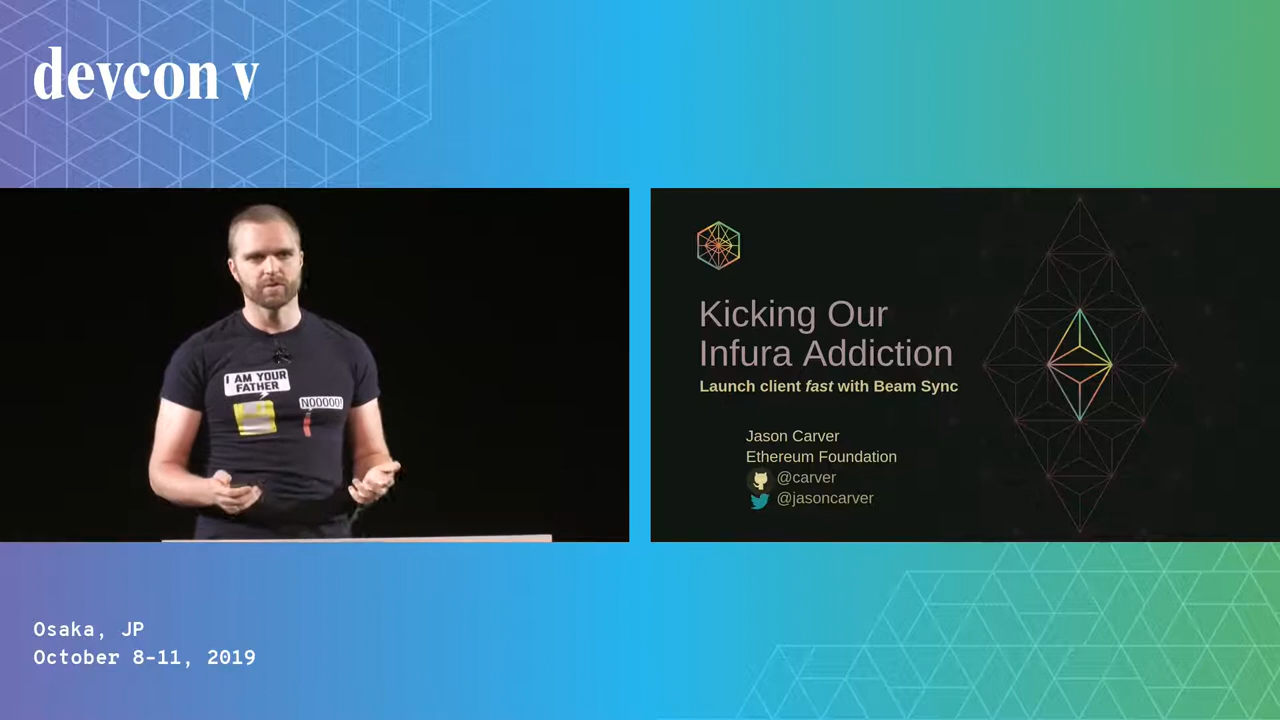 devcon v
I AM YOUR
FATHER
NOOOOO!
Kicking Our
Infura Addiction
Launch client fast with Beam Sync
Jason Carver
Ethereum Foundation
@carver
@jasoncarver
Osaka, JP
October 8-11, 2019